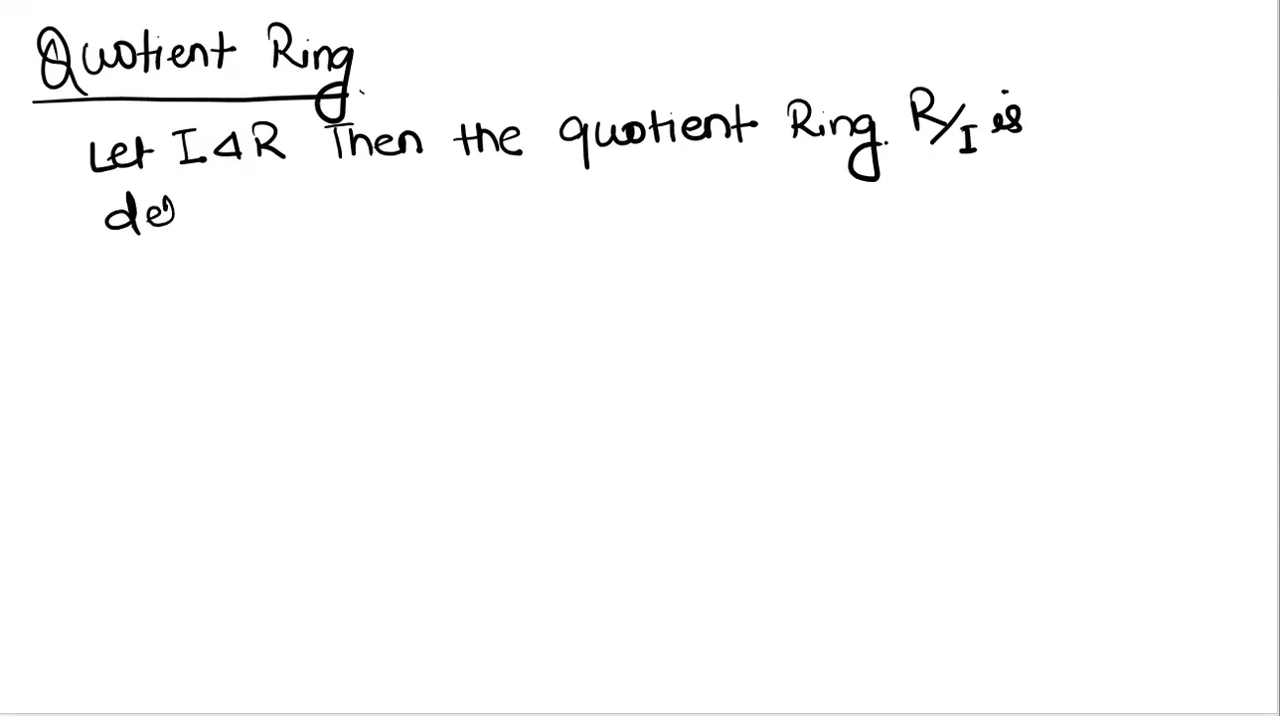 Quotient Ring
Let I ⊲ R Then the quotient Ring. R/I is
de